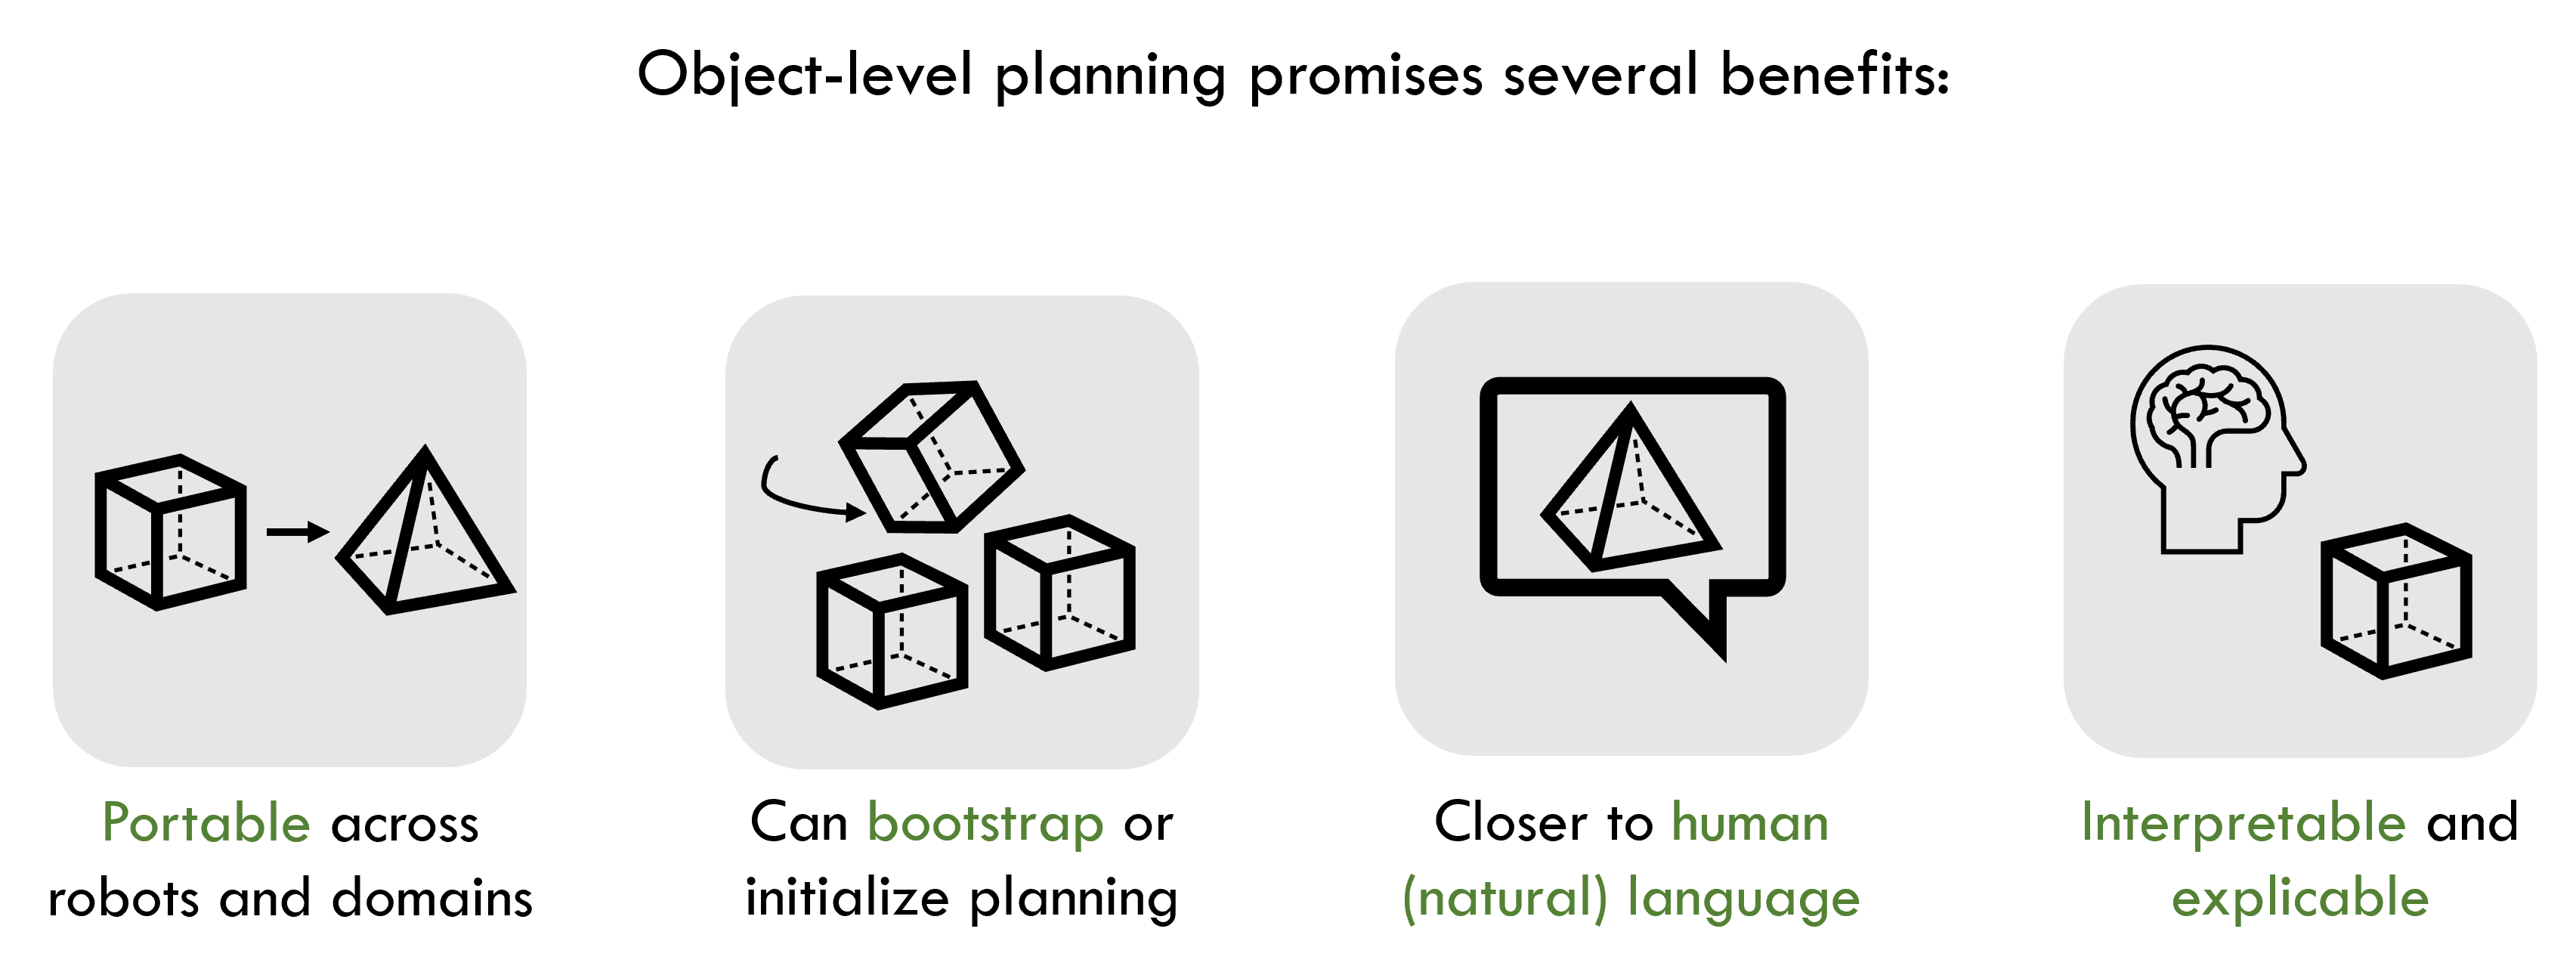 Object-level planning promises several benefits:
Portable across
robots and domains
Can bootstrap or
initialize planning
Closer to human
(natural) language
Interpretable and
explicable